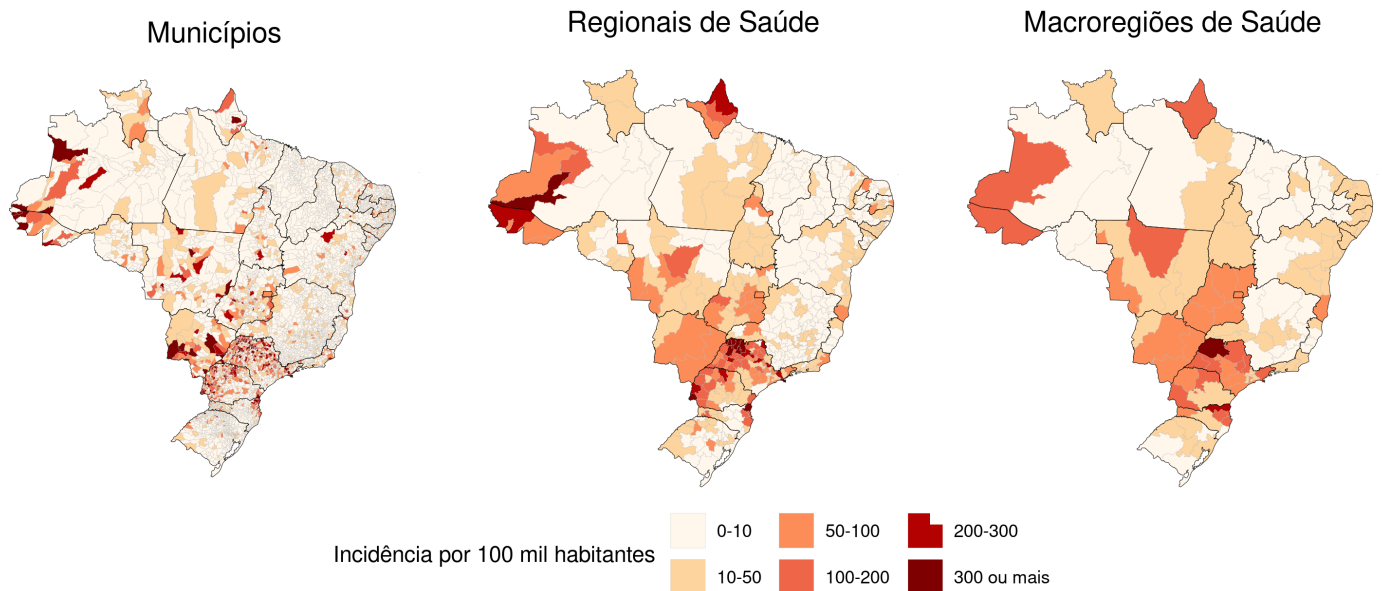 Municípios
Regionais de Saúde
Macroregiões de Saúde
Incidência por 100 mil habitantes
0-10
50-100
200-300
10-50
100-200
300 ou mais